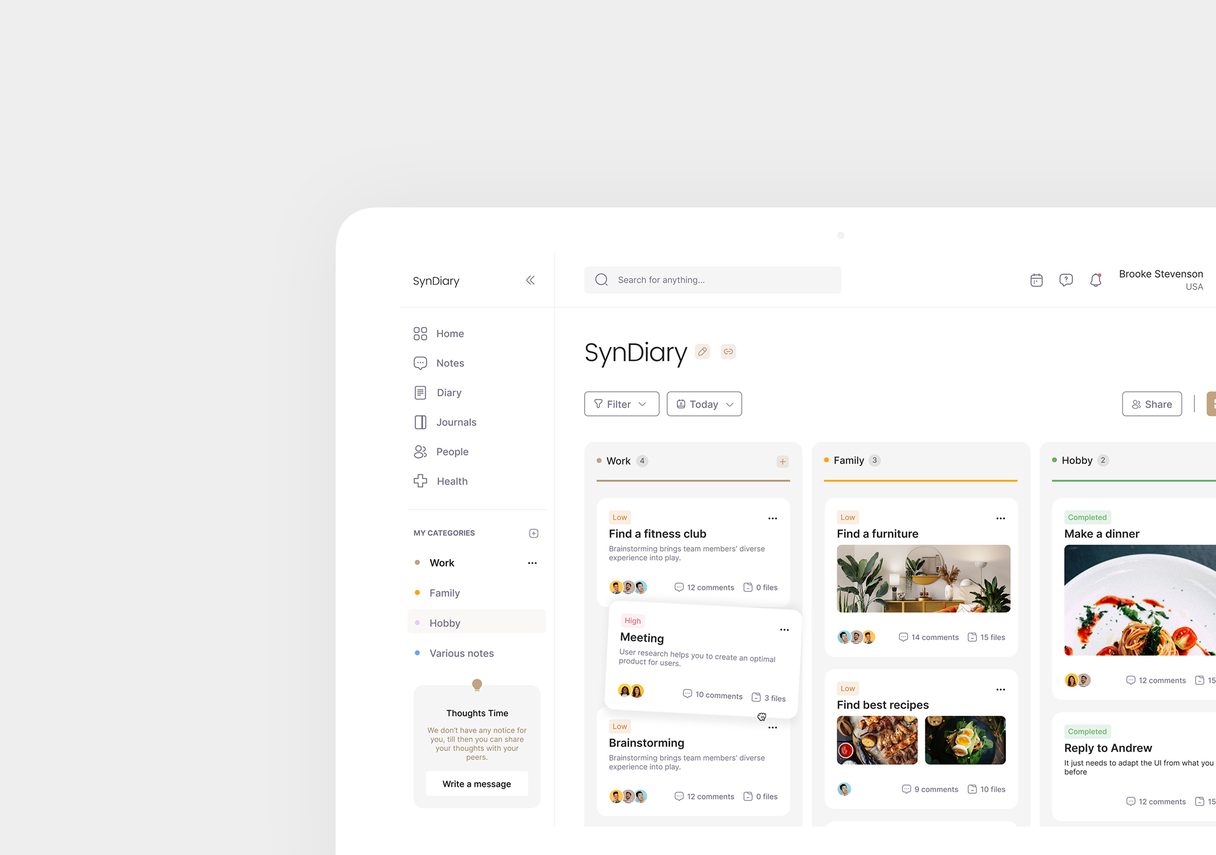 SynDiary
Search for anything...
Brooke Stevenson
USA
Home
Notes
Diary
Journals
People
Health
MY CATEGORIES
Work
Family
Hobby
Various notes
Thoughts Time
We don't have any notice for
you, till then you can share
your thoughts with your
peers.
Write a message
SynDiary
Filter
Today
Share
Work 4
Low
Find a fitness club
Brainstorming brings team members' diverse
experience into play.
12 comments 0 files
High
Meeting
User research helps you to create an optimal
product for users.
10 comments 3 files
Low
Brainstorming
Brainstorming brings team members' diverse
experience into play.
12 comments 0 files
Family 3
Low
Find a furniture
14 comments 15 files
Low
Find best recipes
9 comments 10 files
Hobby 2
Completed
Make a dinner
12 comments 15
Completed
Reply to Andrew
It just needs to adapt the UI from what you
before
12 comments 15